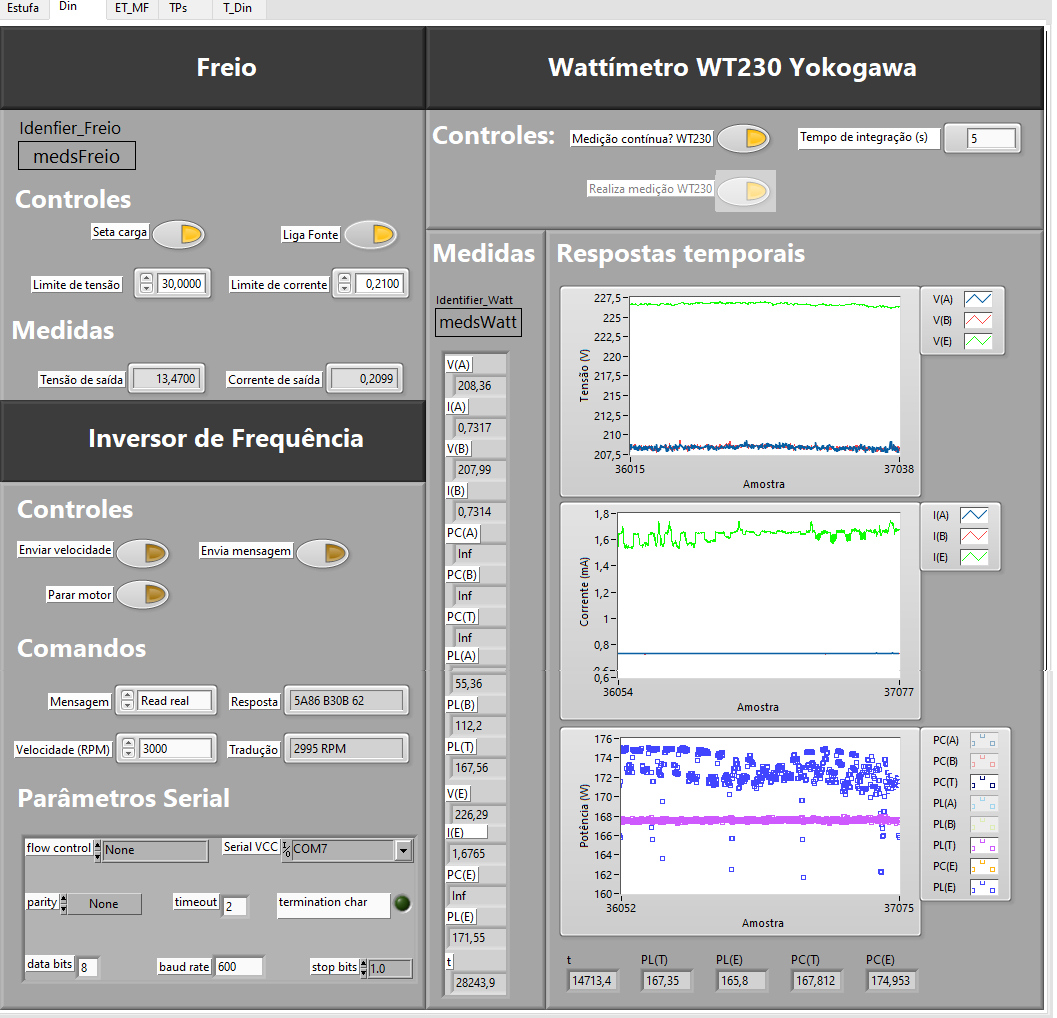 Estufa
Din
ET_MF
TPs
T_Din
Freio
Idenfier_Freio
medsFreio
Controles
Seta carga
Liga Fonte
Limite de tensão
30,0000
Limite de corrente
0,2100
Medidas
Tensão de saída
13,4700
Corrente de saída
0,2099
Inversor de Frequência
Controles
Enviar velocidade
Envia mensagem
Parar motor
Comandos
Mensagem
Read real
Resposta
5A86 B30B 62
Velocidade (RPM)
3000
Tradução
2995 RPM
Parâmetros Serial
flow control
None
Serial VCC
COM7
parity
None
timeout
2
termination char
data bits
8
baud rate
600
stop bits
1.0
Wattímetro WT230 Yokogawa
Controles:
Medição contínua? WT230
Tempo de integração (s)
5
Realiza medição WT230
Medidas
Identifier_Watt
medsWatt
V(A)
208,36
I(A)
0,7317
V(B)
207,99
I(B)
0,7314
PC(A)
Inf
PC(B)
Inf
PC(T)
Inf
PL(A)
55,36
PL(B)
112,2
PL(T)
167,56
V(E)
226,29
I(E)
1,6765
PC(E)
Inf
PL(E)
171,55
t
28243,9
Respostas temporais
Tensão (V)
227,5
225
222,5
220
217,5
215
212,5
210
207,5
36015
37038
Amostra
V(A)
V(B)
V(E)
Corrente (mA)
1,8
1,6
1,4
1,2
1
0,8
0,6
0,6
36054
37077
Amostra
I(A)
I(B)
I(E)
Potência (W)
176
174
172
170
168
166
164
162
160
36052
37075
Amostra
PC(A)
PC(B)
PC(T)
PL(A)
PL(B)
PL(T)
PC(E)
PL(E)
t
14713,4
PL(T)
167,35
PL(E)
165,8
PC(T)
167,812
PC(E)
174,953